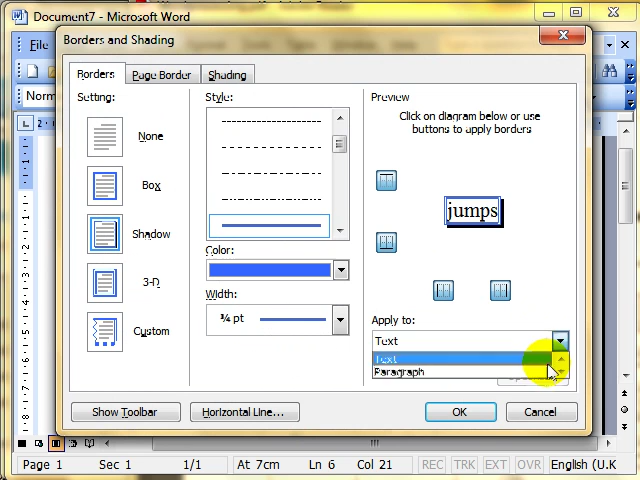 Document7 - Microsoft Word
File
Norm
Borders and Shading
Borders
Page Border
Shading
Setting:
None
Box
Shadow
3-D
Custom
Style:
Color:
Width:
¼ pt
Preview
Click on diagram below or use
buttons to apply borders
jumps
Apply to:
Text
Text
Paragraph
Show Toolbar
Horizontal Line...
OK
Cancel
Page 1
Sec 1
1/1
At 7cm
Ln 6
Col 21
REC
TRK
EXT
OVR
English (U.K